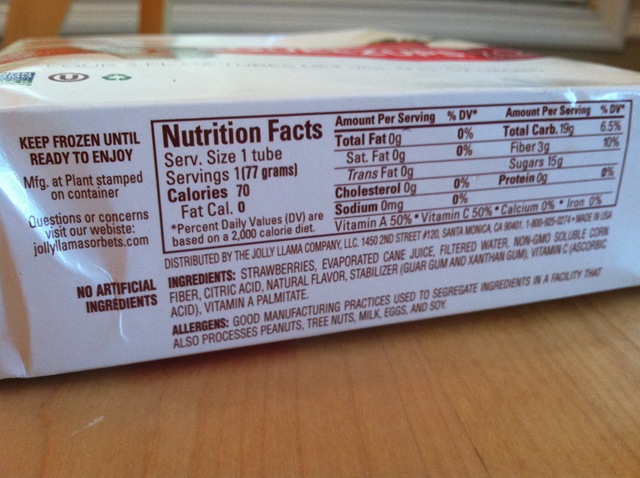 KEEP FROZEN UNTIL
READY TO ENJOY
Mfg. at Plant stamped
on container
Questions or concerns
visit our webiste:
jollyllamasorbets.com
NO ARTIFICIAL
INGREDIENTS
Nutrition Facts
Serv. Size 1 tube
Servings 1(77 grams)
Calories 70
Fat Cal. 0
*Percent Daily Values (DV) are
based on a 2,000 calorie diet.
Amount Per Serving % DV*
Total Fat 0g 0%
Sat. Fat 0g 0%
Trans Fat 0g
Cholesterol 0g 0%
Sodium 0mg 0%
Amount Per Serving % DV*
Total Carb. 19g 6.5%
Fiber 3g 10%
Sugars 15g
Protein 0g 0%
Vitamin A 50% • Vitamin C 50% • Calcium 0% • Iron 0%
DISTRIBUTED BY THE JOLLY LLAMA COMPANY, LLC. 1450 2ND STREET #120, SANTA MONICA, CA 90401. 1-800-925-0274 • MADE IN USA
INGREDIENTS: STRAWBERRIES, EVAPORATED CANE JUICE, FILTERED WATER, NON-GMO SOLUBLE CORN
FIBER, CITRIC ACID, NATURAL FLAVOR, STABILIZER (GUAR GUM AND XANTHAN GUM), VITAMIN C (ASCORBIC
ACID), VITAMIN A PALMITATE.
ALLERGENS: GOOD MANUFACTURING PRACTICES USED TO SEGREGATE INGREDIENTS IN A FACILITY THAT
ALSO PROCESSES PEANUTS, TREE NUTS, MILK, EGGS, AND SOY.